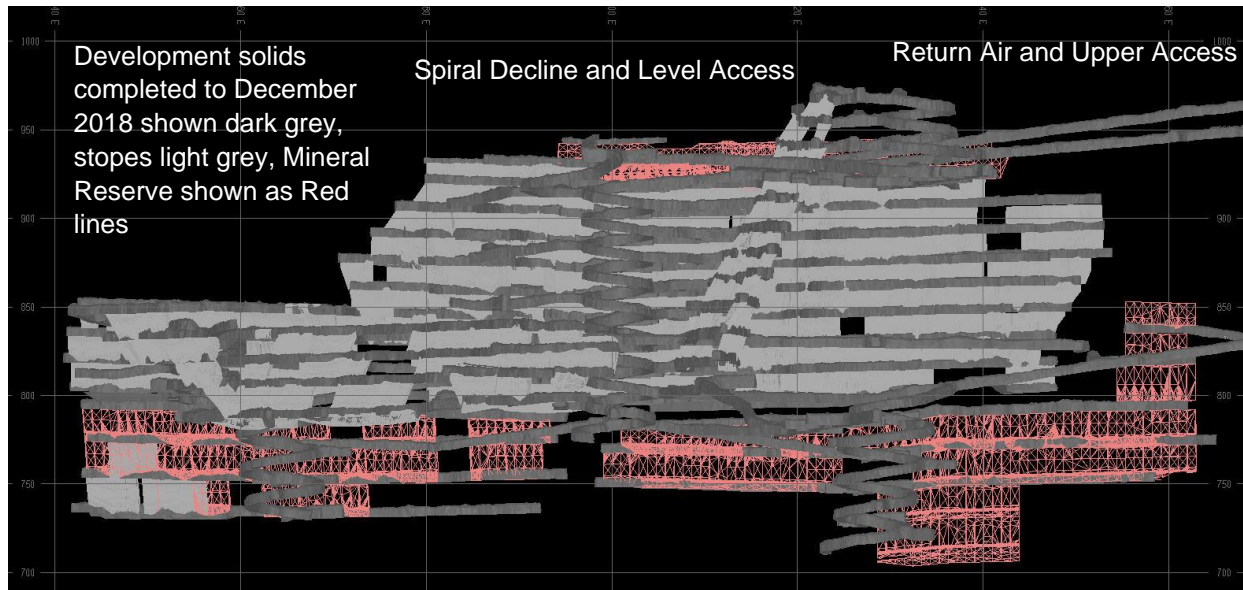 Development solids
completed to December
2018 shown dark grey,
stopes light grey, Mineral
Reserve shown as Red
lines
Spiral Decline and Level Access
Return Air and Upper Access
1000
950
900
850
800
750
700
950
900
850
800
750
700